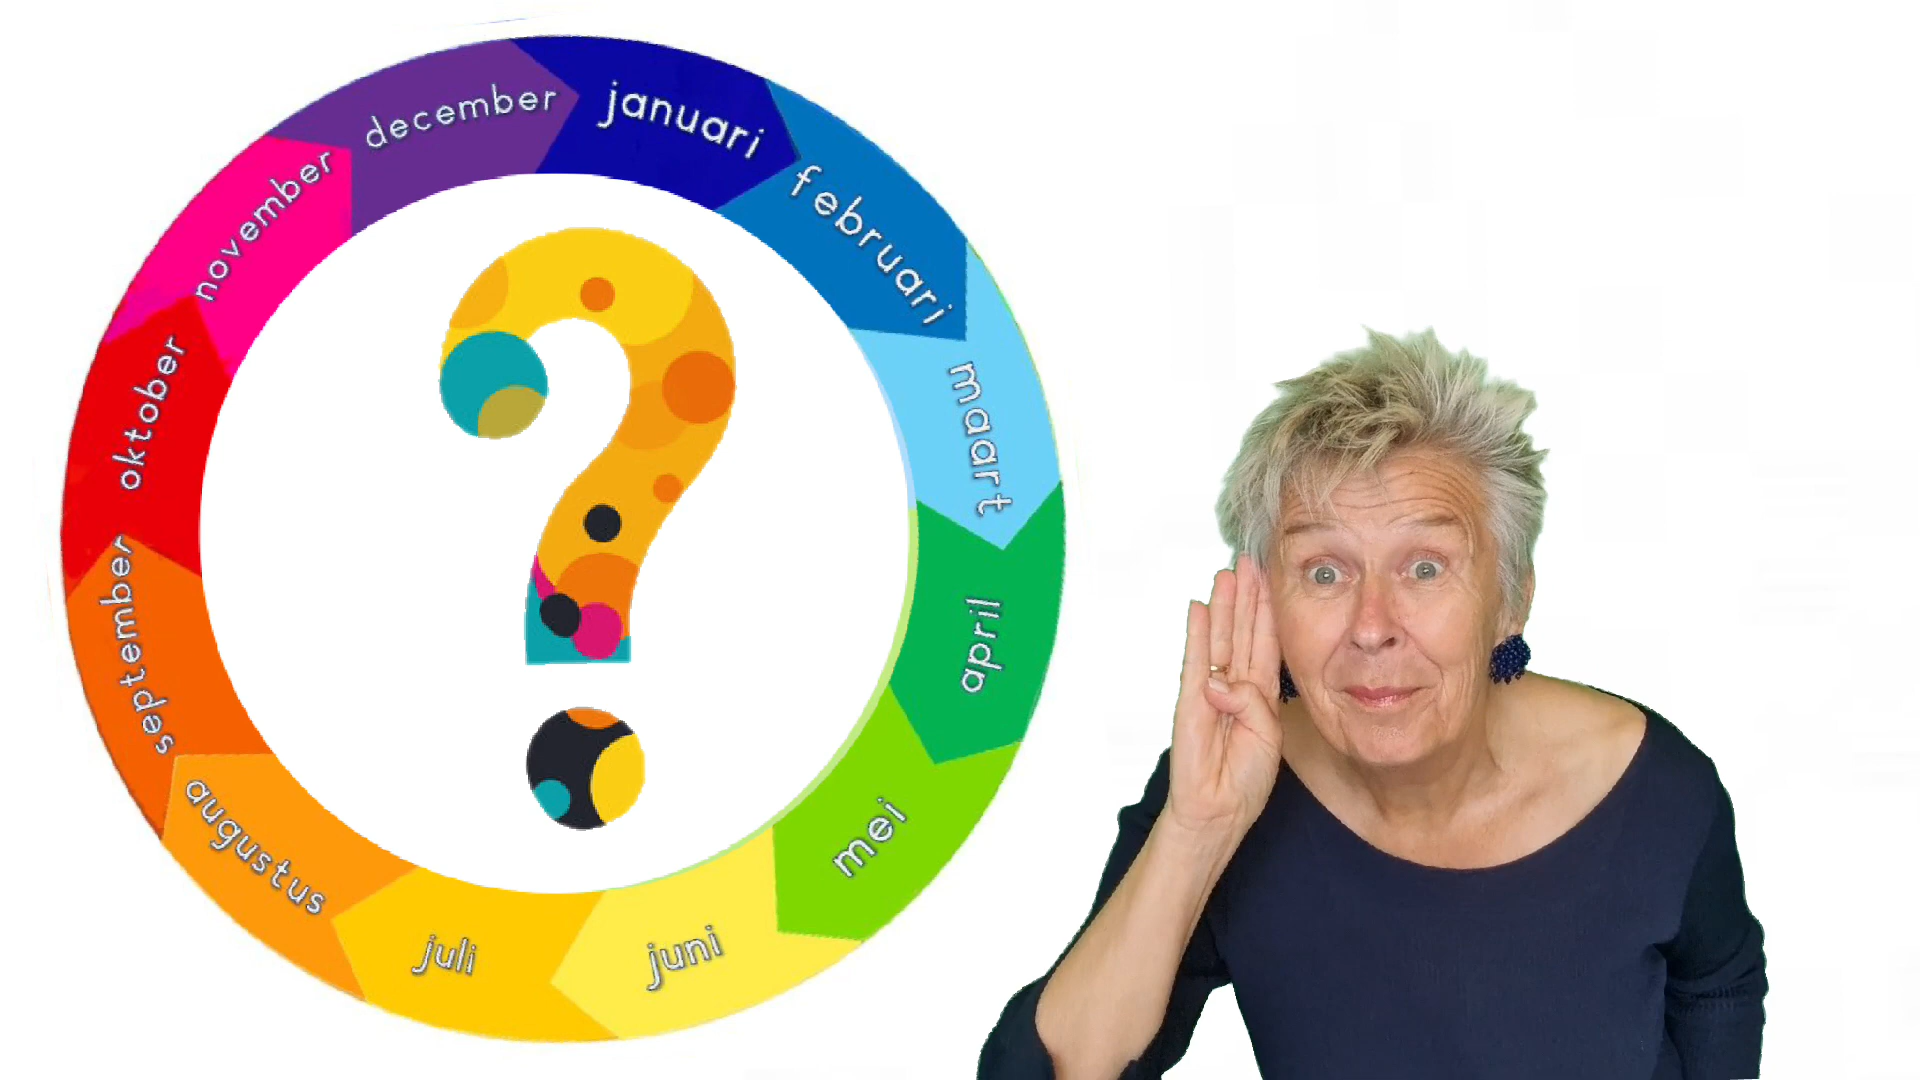 januari
februari
maart
april
mei
juni
juli
augustus
september
oktober
november
december